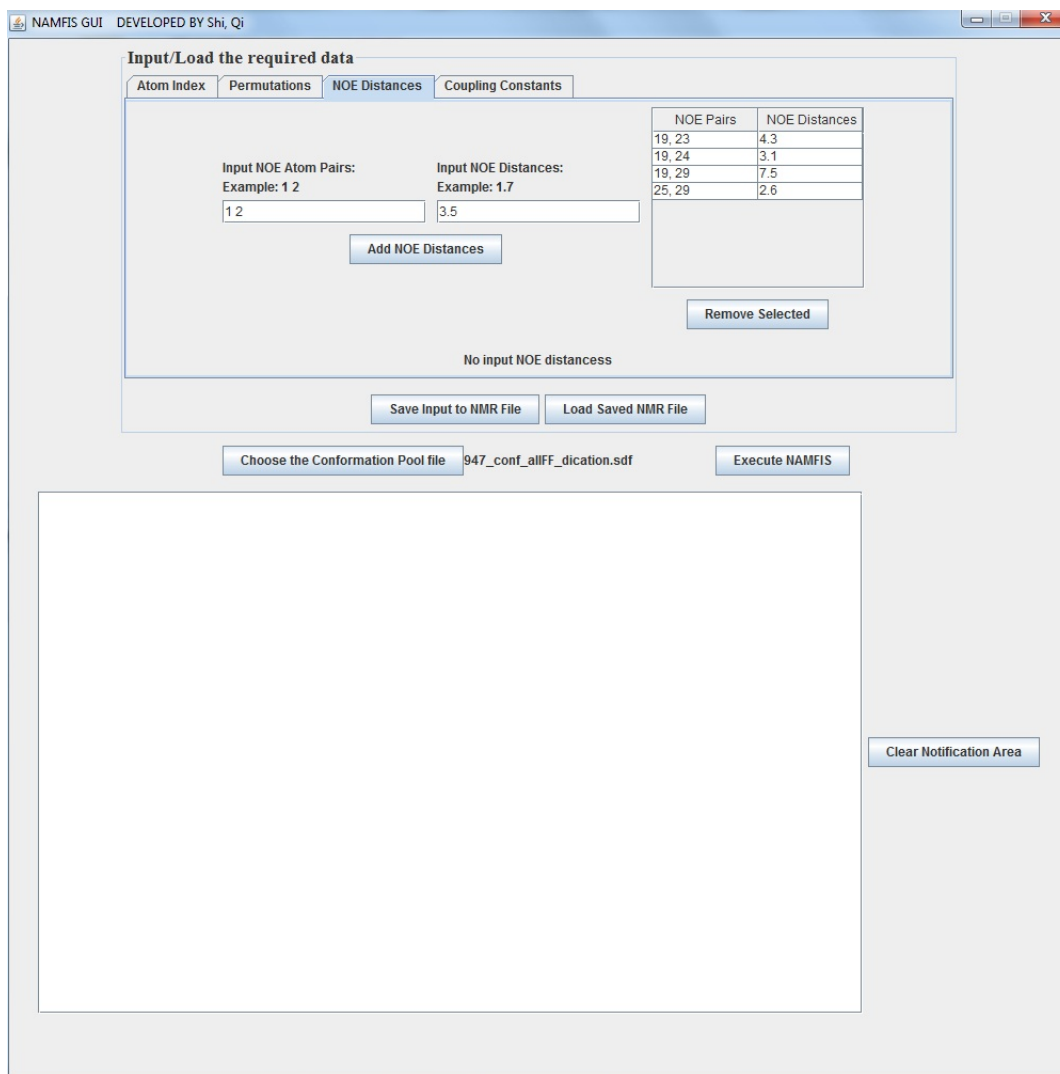 NAMFIS GUI    DEVELOPED BY Shi, Qi
Input/Load the required data
Atom Index    Permutations    NOE Distances    Coupling Constants
NOE Pairs    NOE Distances
19, 23    4.3
19, 24    3.1
19, 29    7.5
25, 29    2.6
Input NOE Atom Pairs:    Input NOE Distances:
Example: 1 2    Example: 1.7
1 2    3.5
Add NOE Distances
Remove Selected
No input NOE distancess
Save Input to NMR File    Load Saved NMR File
Choose the Conformation Pool file    947_conf_allFF_dication.sdf    Execute NAMFIS
Clear Notification Area